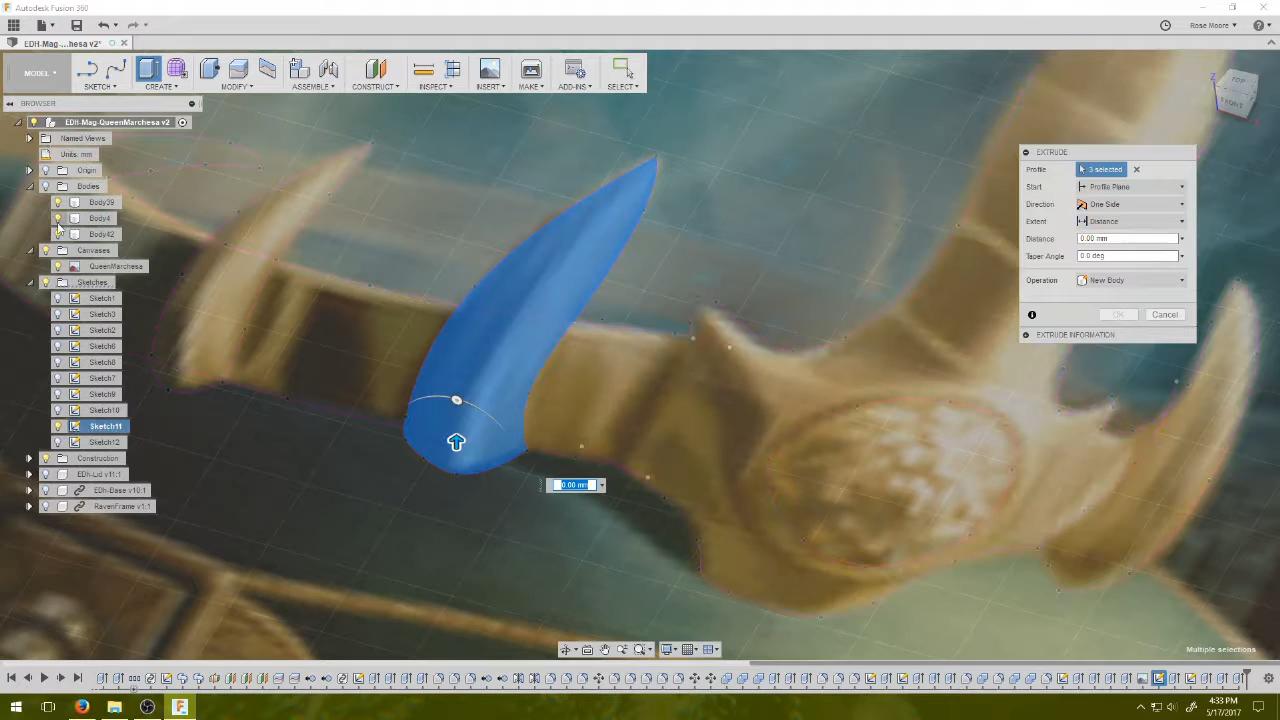 Autodesk Fusion 360
Rose Moore
EDH-Mag-...hesa v2*
MODEL
SKETCH
CREATE
MODIFY
ASSEMBLE
CONSTRUCT
INSPECT
INSERT
MAKE
ADD-INS
SELECT
TOP
FRONT
Z
X
BROWSER
EDH-Mag-QueenMarchesa v2
Named Views
Units: mm
Origin
Bodies
Body39
Body4
Body42
Canvases
QueenMarchesa
Sketches
Sketch1
Sketch3
Sketch2
Sketch6
Sketch8
Sketch7
Sketch9
Sketch10
Sketch11
Sketch12
Construction
EDh-Lid v11:1
EDh-Base v10:1
RavenFrame v1:1
EXTRUDE
Profile 3 selected
Start Profile Plane
Direction One Side
Extent Distance
Distance 0.00 mm
Taper Angle 0.0 deg
Operation New Body
OK Cancel
EXTRUDE INFORMATION
0.00 mm
Multiple selections
4:33 PM
5/17/2017